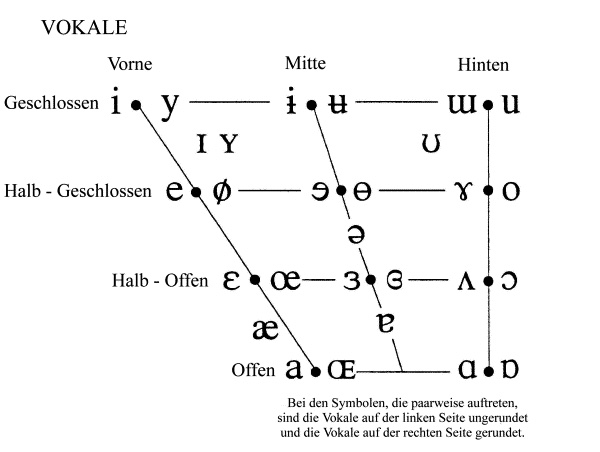 VOKALE
Vorne Mitte Hinten
Geschlossen i y ɨ ʉ ɯ u
ɪ ʏ ʊ
Halb - Geschlossen e ø ɘ ɵ ɤ o
ə
Halb - Offen ɛ œ ɜ ɞ ʌ ɔ
æ ɐ
Offen a ɶ ɑ ɒ
Bei den Symbolen, die paarweise auftreten,
sind die Vokale auf der linken Seite ungerundet
und die Vokale auf der rechten Seite gerundet.